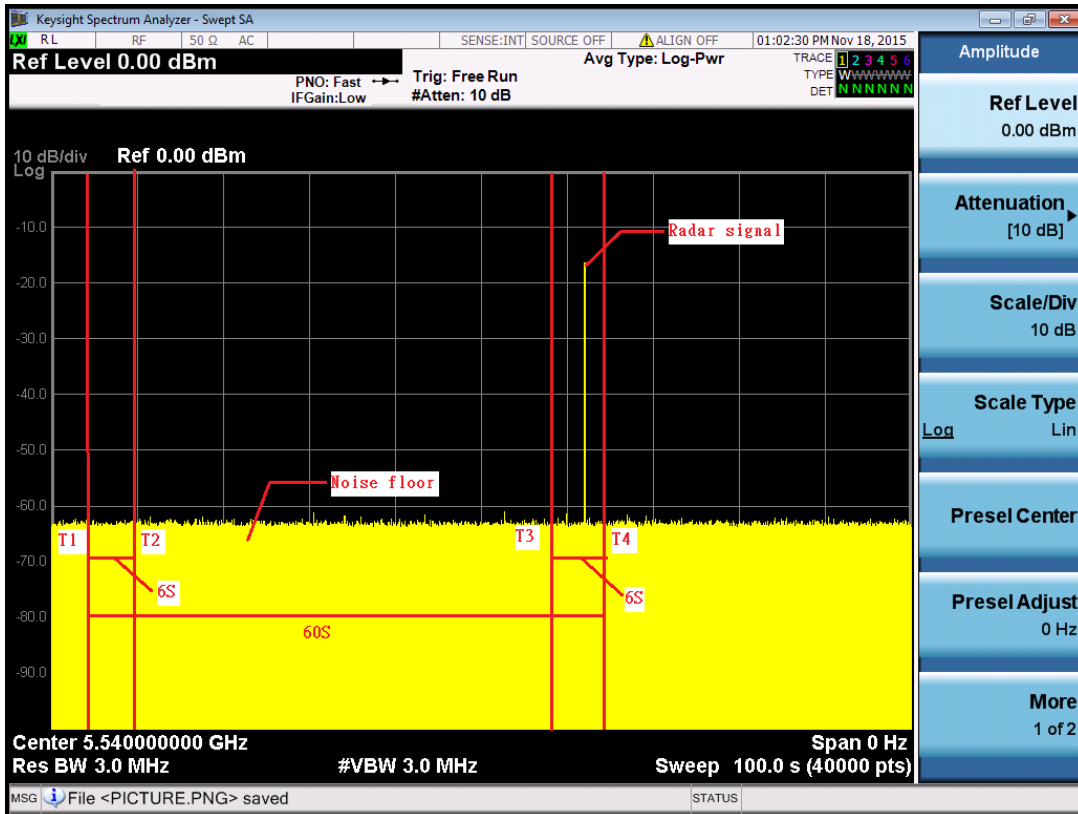 Keysight Spectrum Analyzer - Swept SA
LXI RL RF 50 Ω AC SENSE:INT SOURCE OFF ALIGN OFF 01:02:30 PM Nov 18, 2015
Ref Level 0.00 dBm
PNO: Fast
IFGain:Low
Trig: Free Run
#Atten: 10 dB
Avg Type: Log-Pwr
TRACE 1 2 3 4 5 6
TYPE WWWWWW
DET N N N N N N
10 dB/div
Log
Ref 0.00 dBm
-10.0
-20.0
-30.0
-40.0
-50.0
-60.0
-70.0
-80.0
-90.0
Radar signal
Noise floor
T1
T2
T3
T4
6S
6S
60S
Center 5.540000000 GHz
Span 0 Hz
Res BW 3.0 MHz
#VBW 3.0 MHz
Sweep 100.0 s (40000 pts)
MSG File <PICTURE.PNG> saved
STATUS
Amplitude
Ref Level
0.00 dBm
Attenuation
[10 dB]
Scale/Div
10 dB
Scale Type
Log Lin
Presel Center
Presel Adjust
0 Hz
More
1 of 2